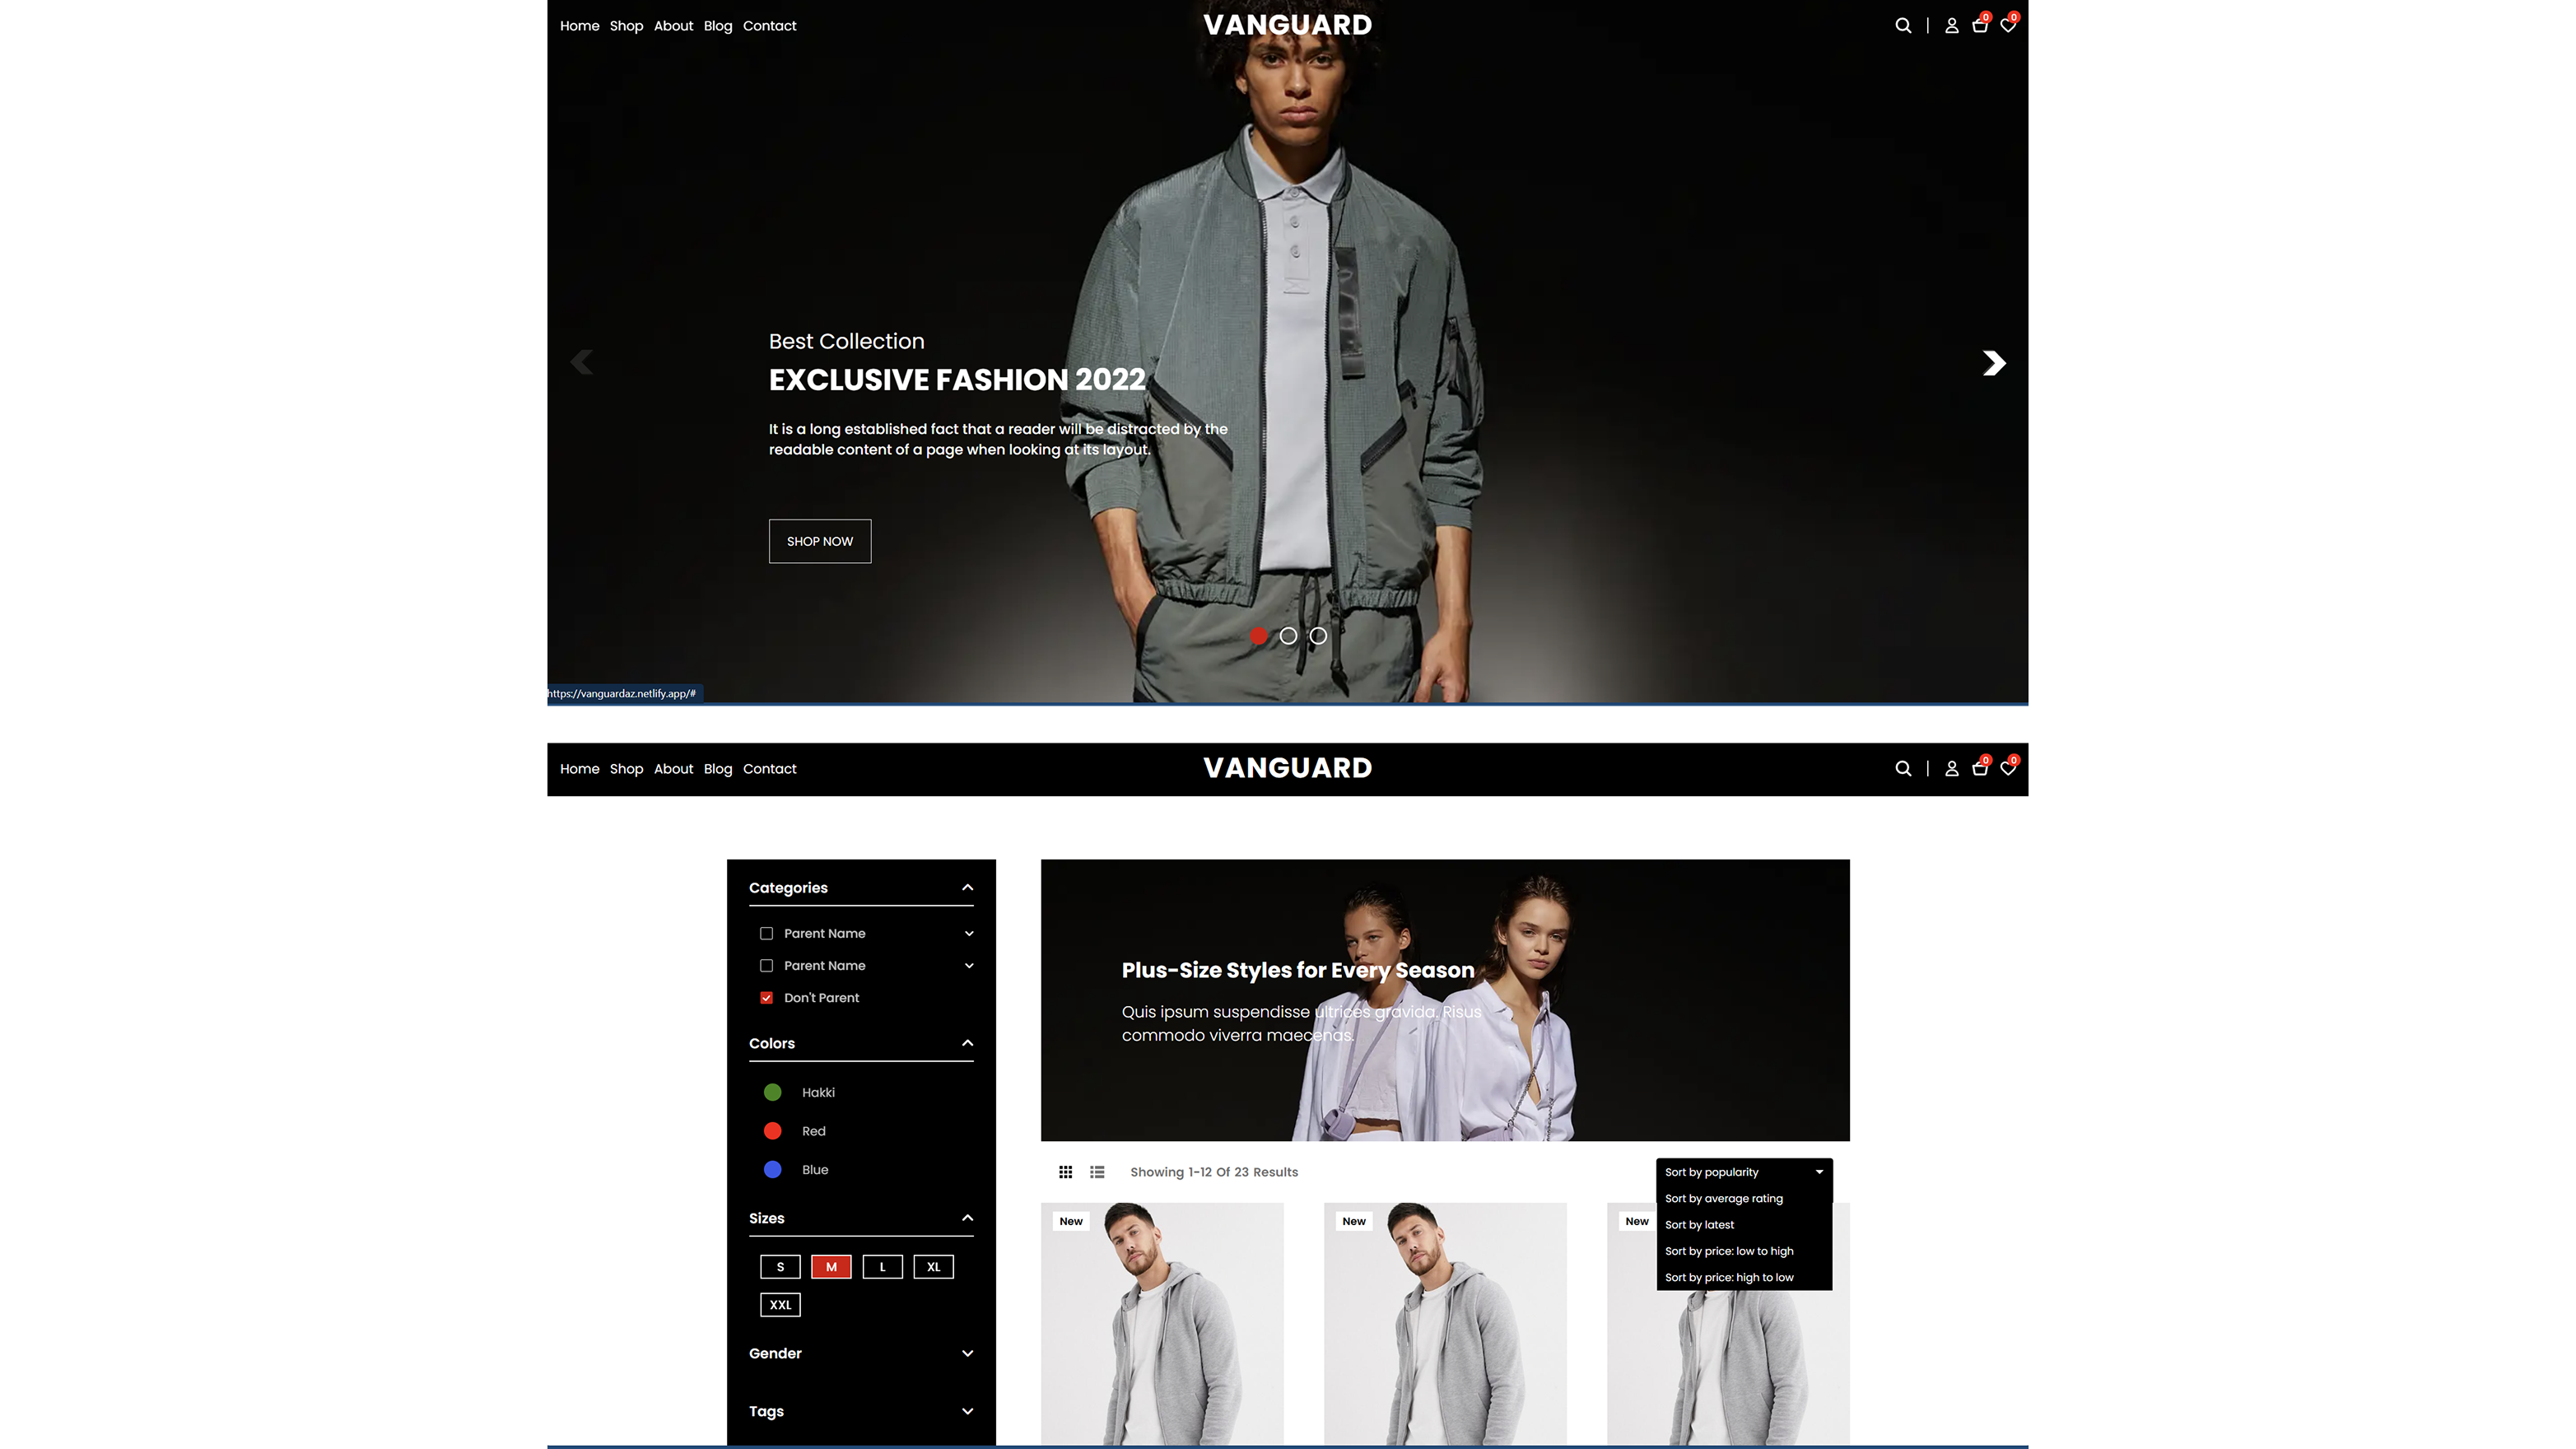 Home Shop About Blog Contact
VANGUARD
0 0
Best Collection
EXCLUSIVE FASHION 2022
It is a long established fact that a reader will be distracted by the
readable content of a page when looking at its layout.
SHOP NOW
https://vanguardaz.netlify.app/#
Home Shop About Blog Contact
VANGUARD
0 0
Categories
Parent Name
Parent Name
Don't Parent
Colors
Hakki
Red
Blue
Sizes
S M L XL
XXL
Gender
Tags
Plus-Size Styles for Every Season
Quis ipsum suspendisse ultrices gravida. Risus
commodo viverra maecenas.
Showing 1-12 Of 23 Results
Sort by popularity
Sort by average rating
Sort by latest
Sort by price: low to high
Sort by price: high to low
New
New
New